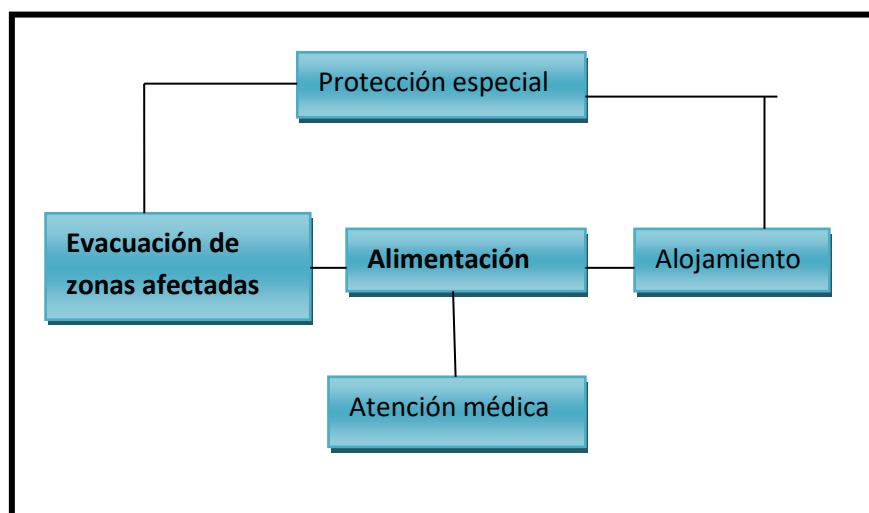 Protección especial
Evacuación de
zonas afectadas
Alimentación
Alojamiento
Atención médica